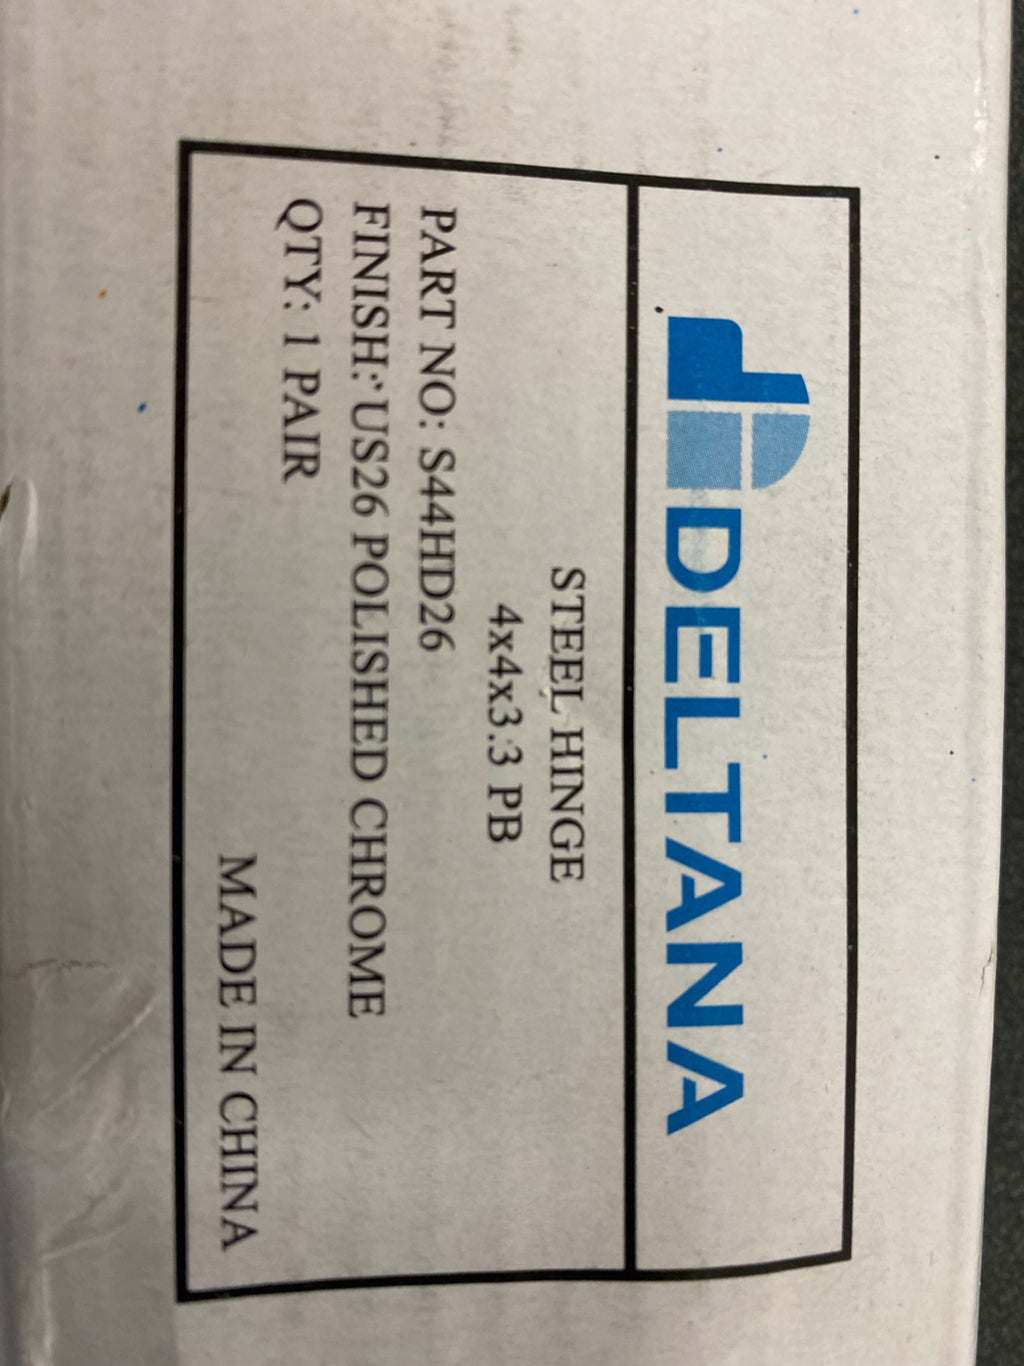 DELTANA
STEEL HINGE
4x4x3.3 PB
PART NO: S44HD26
FINISH: US26 POLISHED CHROME
QTY: 1 PAIR
MADE IN CHINA